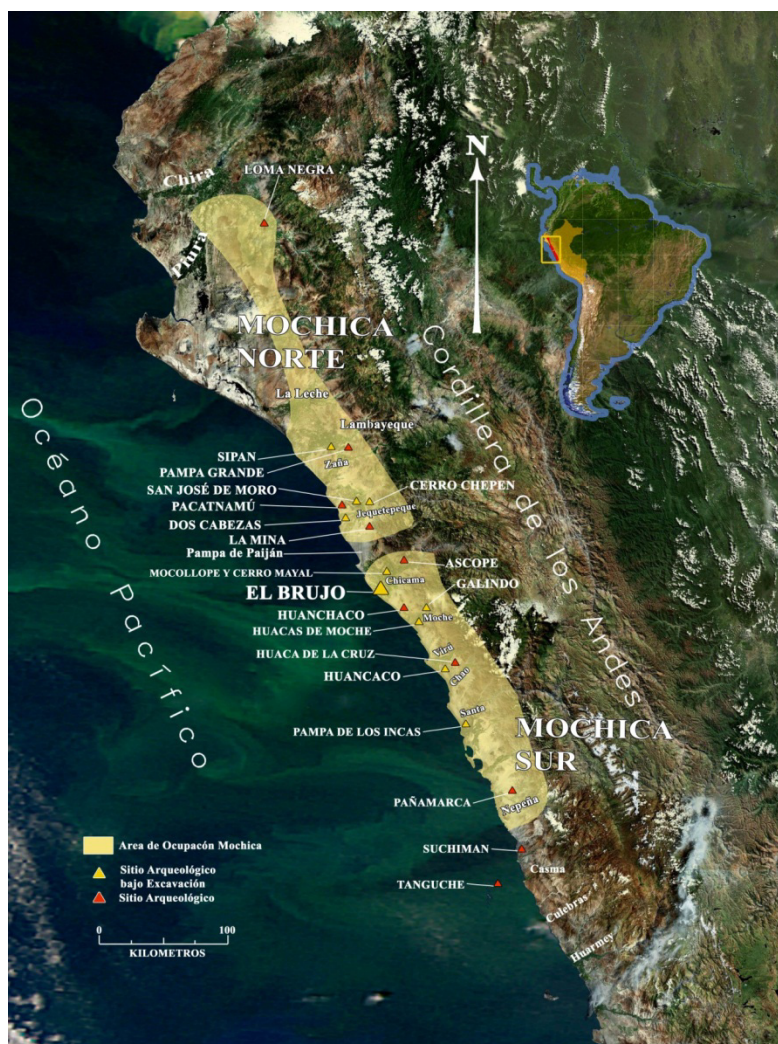 Chira
LOMA NEGRA
N
Piura
MOCHICA
NORTE
Cordillera de los Andes
La Leche
Lambayeque
Océano Pacífico
SIPAN
Zaña
PAMPA GRANDE
SAN JOSÉ DE MORO
CERRO CHEPEN
PACATNAMÚ
Jequetepeque
DOS CABEZAS
LA MINA
Pampa de Paiján
ASCOPE
MOCOLLOPE Y CERRO MAYAL
Chicama
GALINDO
EL BRUJO
HUANCHACO
Moche
HUACAS DE MOCHE
Virú
HUACA DE LA CRUZ
Chao
HUANCACO
Santa
PAMPA DE LOS INCAS
MOCHICA
SUR
PAÑAMARCA
Nepeña
Area de Ocupacón Mochica
SUCHIMAN
Sitio Arqueológico
bajo Excavación
Casma
TANGUCHE
Sitio Arqueológico
Culebras
0 100
KILOMETROS
Huarmey